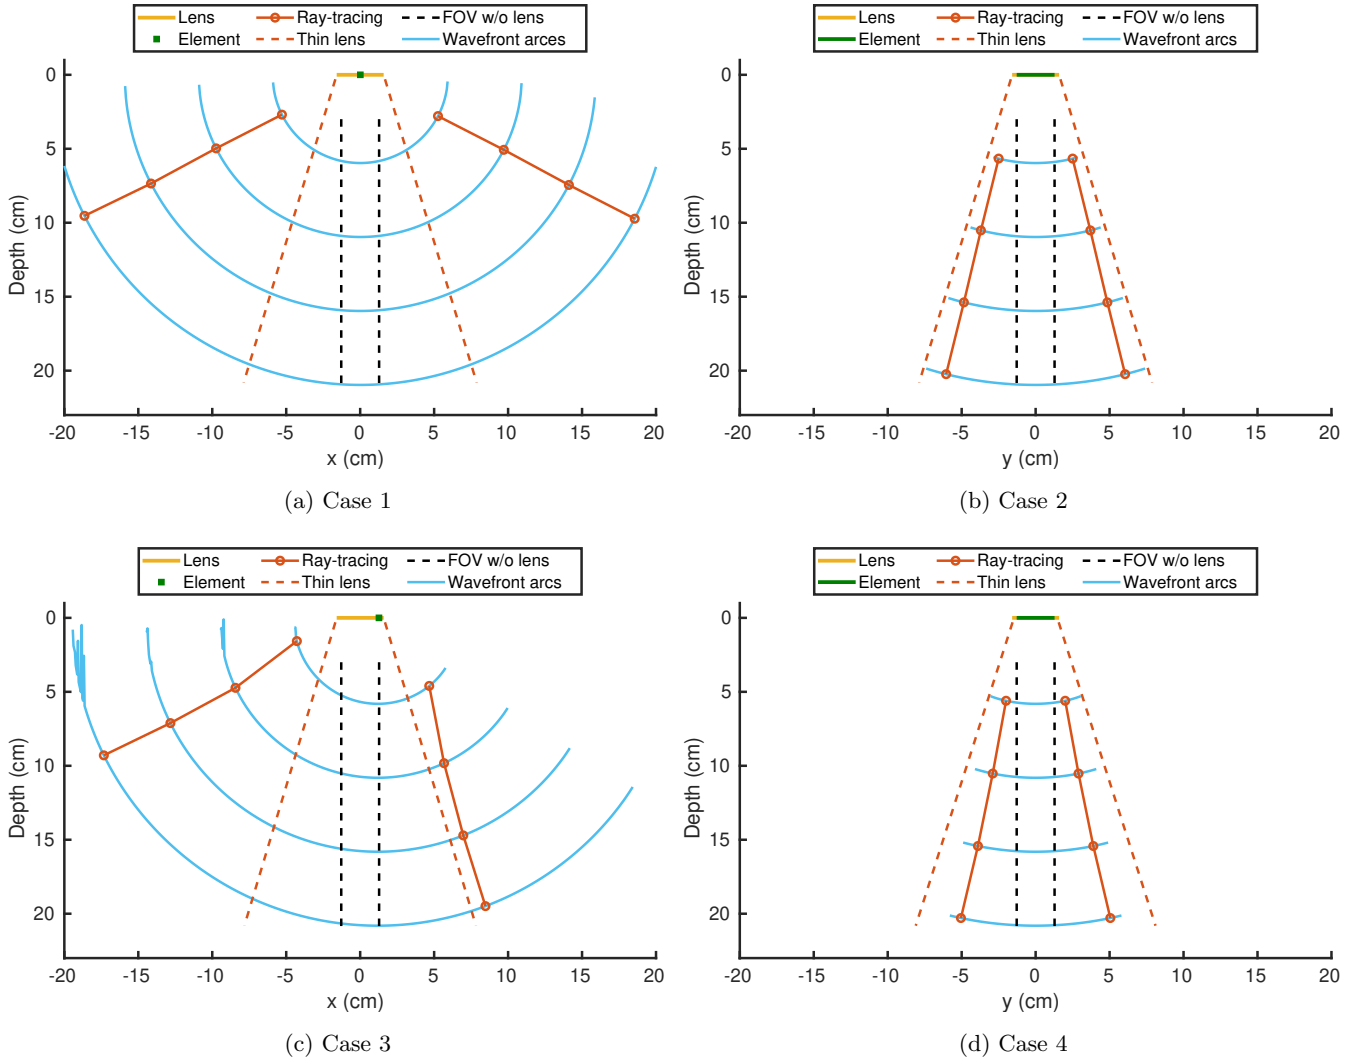 Lens Ray-tracing FOV w/o lens
Element Thin lens Wavefront arces
0
5
10
15
20
Depth (cm)
-20 -15 -10 -5 0 5 10 15 20
x (cm)
(a) Case 1
Lens Ray-tracing FOV w/o lens
Element Thin lens Wavefront arcs
0
5
10
15
20
Depth (cm)
-20 -15 -10 -5 0 5 10 15 20
y (cm)
(b) Case 2
Lens Ray-tracing FOV w/o lens
Element Thin lens Wavefront arcs
0
5
10
15
20
Depth (cm)
-20 -15 -10 -5 0 5 10 15 20
x (cm)
(c) Case 3
Lens Ray-tracing FOV w/o lens
Element Thin lens Wavefront arcs
0
5
10
15
20
Depth (cm)
-20 -15 -10 -5 0 5 10 15 20
y (cm)
(d) Case 4